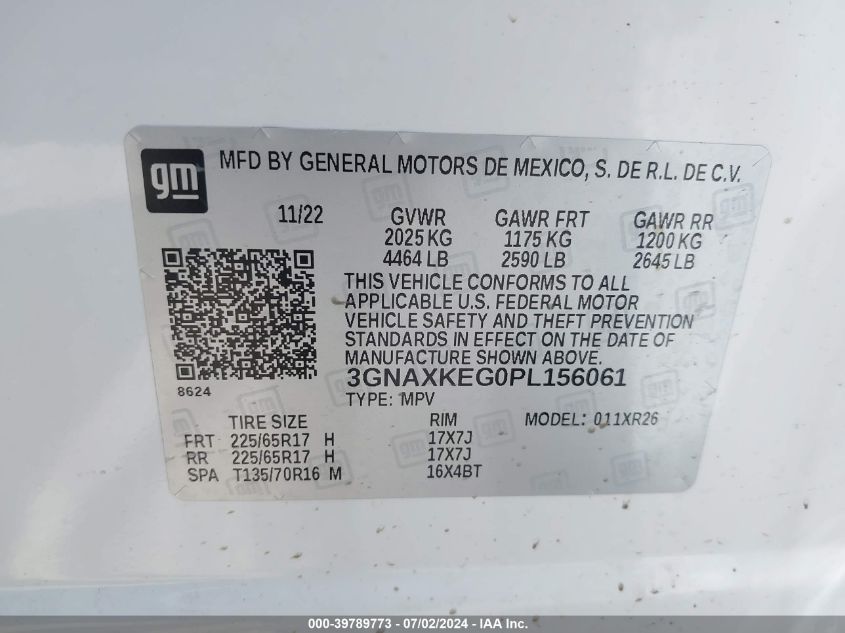 gm
MFD BY GENERAL MOTORS DE MEXICO, S. DE R.L. DE C.V.
11/22 GVWR GAWR FRT GAWR RR
2025 KG 1175 KG 1200 KG
4464 LB 2590 LB 2645 LB
THIS VEHICLE CONFORMS TO ALL
APPLICABLE U.S. FEDERAL MOTOR
VEHICLE SAFETY AND THEFT PREVENTION
STANDARDS IN EFFECT ON THE DATE OF
MANUFACTURE SHOWN ABOVE.
8624
3GNAXKEG0PL156061
TYPE: MPV
TIRE SIZE RIM MODEL: 011XR26
FRT 225/65R17 H 17X7J
RR 225/65R17 H 17X7J
SPA T135/70R16 M 16X4BT
000-39789773 - 07/02/2024 - IAA Inc.